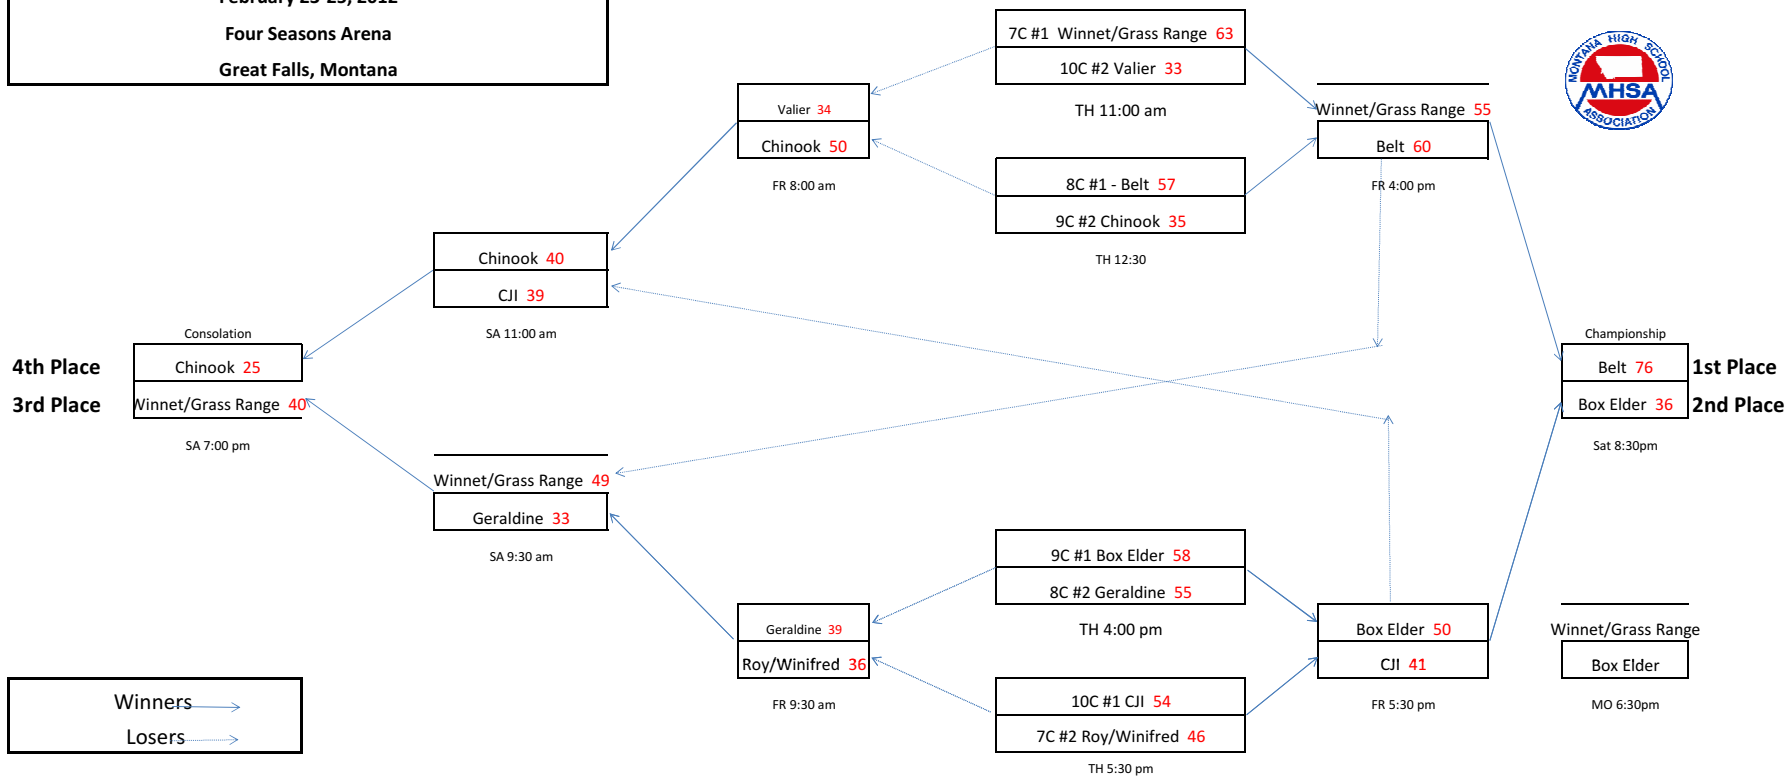 February 23-25, 2012
Four Seasons Arena
Great Falls, Montana
7C #1 Winnet/Grass Range 63
10C #2 Valier 33
TH 11:00 am
MONTANA HIGH SCHOOL
MHSA
ASSOCIATION
Valier 34
Chinook 50
FR 8:00 am
Winnet/Grass Range 55
Belt 60
FR 4:00 pm
8C #1 - Belt 57
9C #2 Chinook 35
TH 12:30
Chinook 40
CJI 39
SA 11:00 am
Consolation
4th Place Chinook 25
3rd Place Winnet/Grass Range 40
SA 7:00 pm
Championship
Belt 76 1st Place
Box Elder 36 2nd Place
Sat 8:30pm
Winnet/Grass Range 49
Geraldine 33
SA 9:30 am
9C #1 Box Elder 58
8C #2 Geraldine 55
TH 4:00 pm
Geraldine 39
Roy/Winifred 36
FR 9:30 am
Box Elder 50
CJI 41
FR 5:30 pm
Winnet/Grass Range
Box Elder
MO 6:30pm
10C #1 CJI 54
7C #2 Roy/Winifred 46
TH 5:30 pm
Winners
Losers